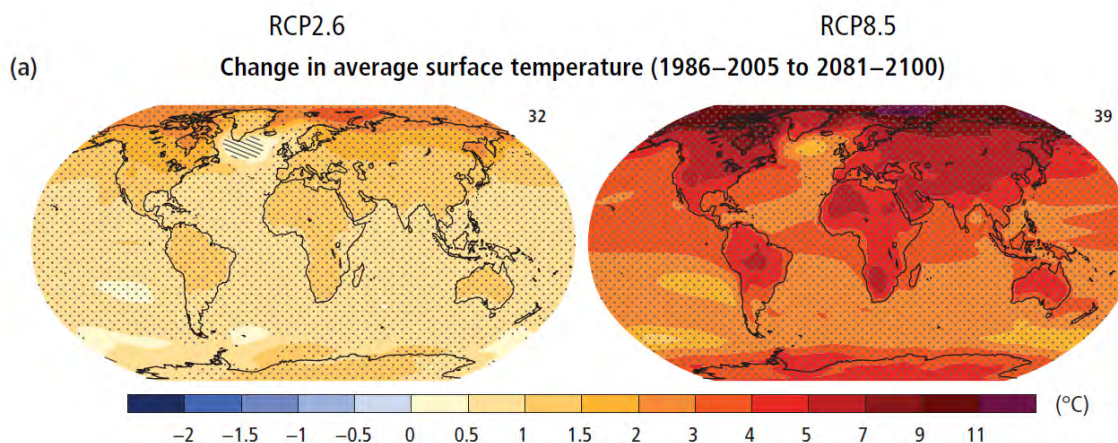 RCP2.6 RCP8.5
(a) Change in average surface temperature (1986–2005 to 2081–2100)
32 39
−2 −1.5 −1 −0.5 0 0.5 1 1.5 2 3 4 5 7 9 11 (°C)